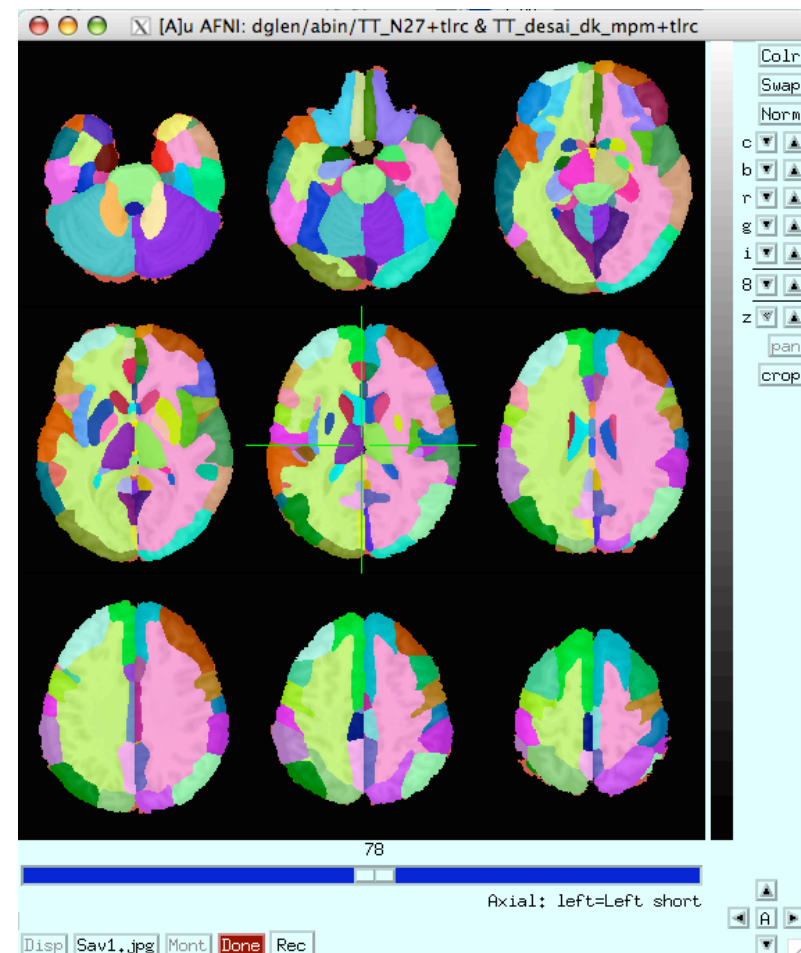 [A]u AFNI: dglen/abin/TT_N27+tlrc & TT_desai_dk_mpm+tlrc
Colr
Swap
Norm
c
b
r
g
i
8
z
pan
crop
78
Axial: left=Left short
A
Disp Sav1.jpg Mont Done Rec